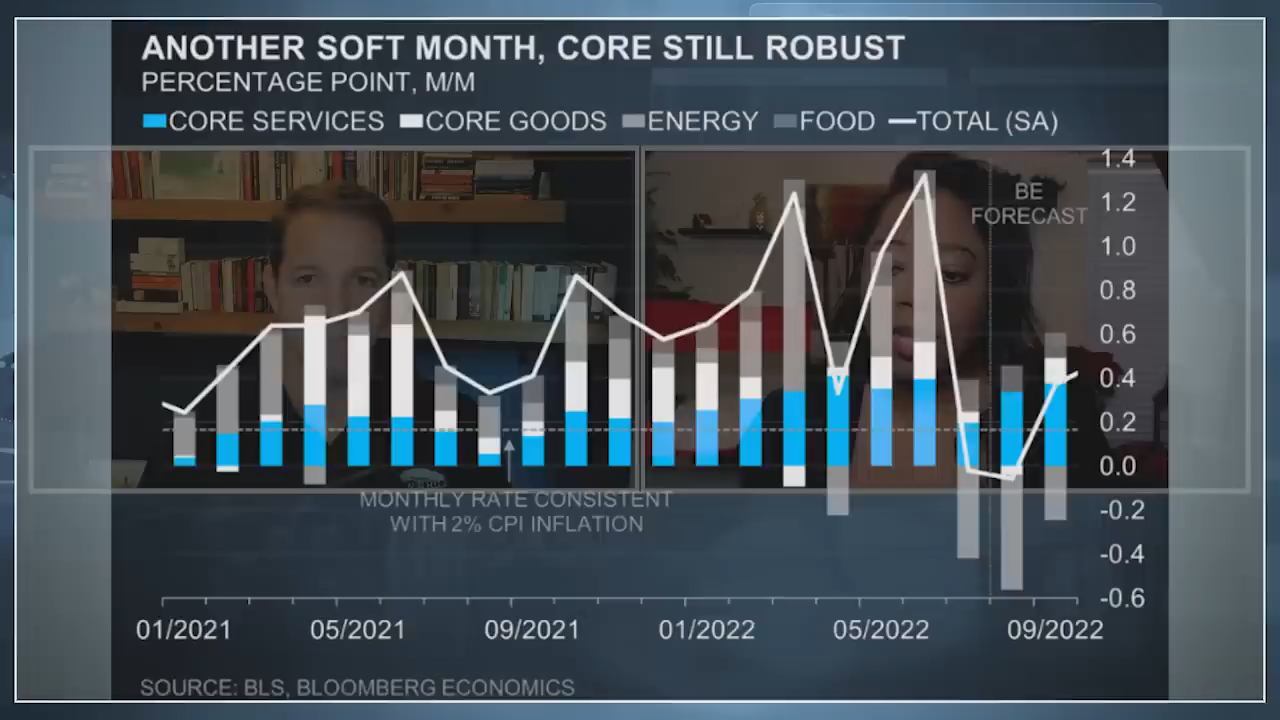 ANOTHER SOFT MONTH, CORE STILL ROBUST
PERCENTAGE POINT, M/M
CORE SERVICES CORE GOODS ENERGY FOOD TOTAL (SA)
1.4
BE
FORECAST
1.2
1.0
0.8
0.6
0.4
0.2
0.0
MONTHLY RATE CONSISTENT
WITH 2% CPI INFLATION
-0.2
-0.4
-0.6
01/2021 05/2021 09/2021 01/2022 05/2022 09/2022
SOURCE: BLS, BLOOMBERG ECONOMICS